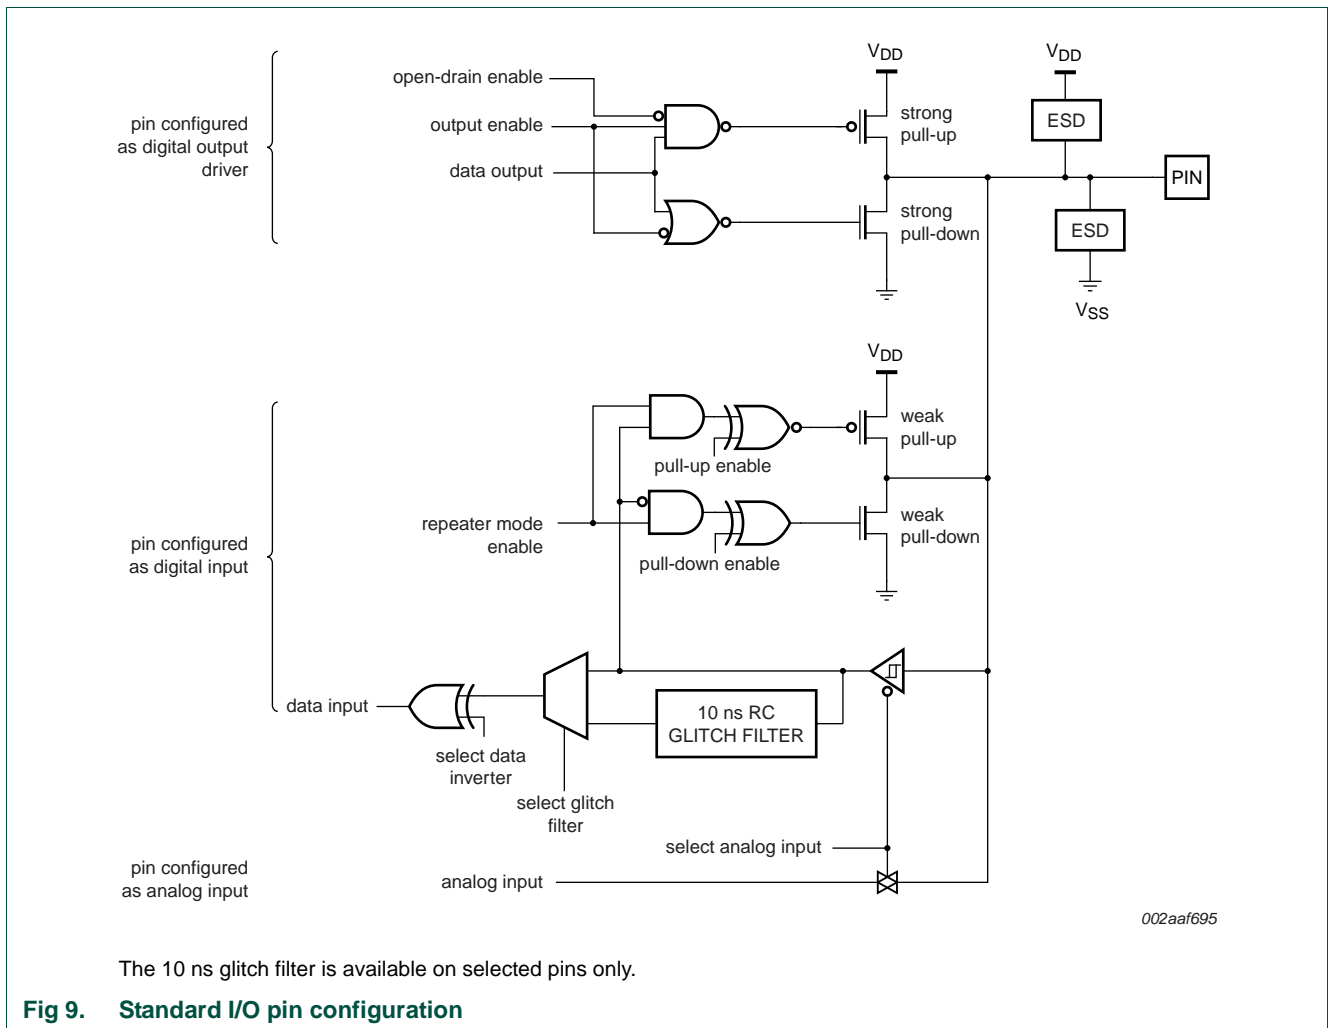 VDD
VDD
open-drain enable
strong
pull-up
ESD
pin configured
as digital output
driver
output enable
data output
PIN
strong
pull-down
ESD
VSS
VDD
weak
pull-up
pull-up enable
repeater mode
enable
weak
pull-down
pin configured
as digital input
pull-down enable
data input
10 ns RC
GLITCH FILTER
select data
inverter
select glitch
filter
select analog input
pin configured
as analog input
analog input
002aaf695
The 10 ns glitch filter is available on selected pins only.
Fig 9. Standard I/O pin configuration